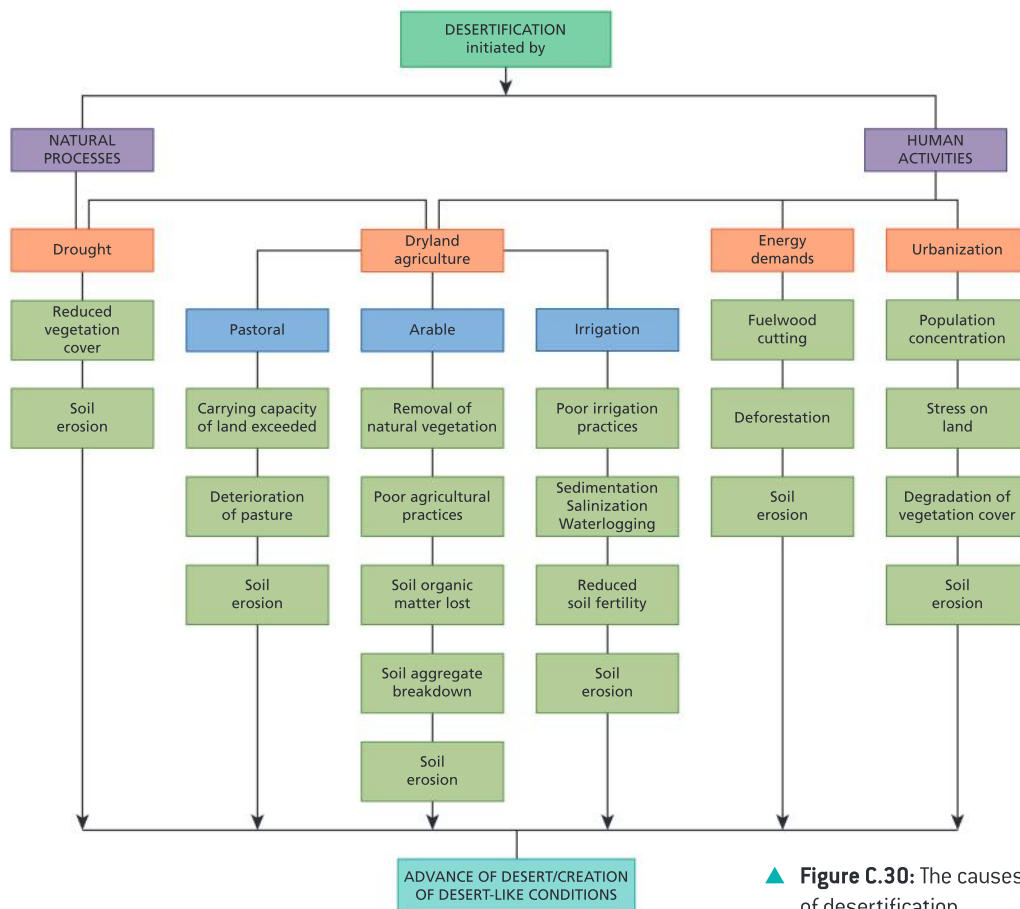 DESERTIFICATION
initiated by
NATURAL
PROCESSES
HUMAN
ACTIVITIES
Drought
Dryland
agriculture
Energy
demands
Urbanization
Reduced
vegetation
cover
Pastoral
Arable
Irrigation
Fuelwood
cutting
Population
concentration
Soil
erosion
Carrying capacity
of land exceeded
Removal of
natural vegetation
Poor irrigation
practices
Deforestation
Stress on
land
Deterioration
of pasture
Poor agricultural
practices
Sedimentation
Salinization
Waterlogging
Soil
erosion
Degradation of
vegetation cover
Soil
erosion
Soil organic
matter lost
Reduced
soil fertility
Soil
erosion
Soil aggregate
breakdown
Soil
erosion
Soil
erosion
ADVANCE OF DESERT/CREATION
OF DESERT-LIKE CONDITIONS
Figure C.30: The causes
of desertification